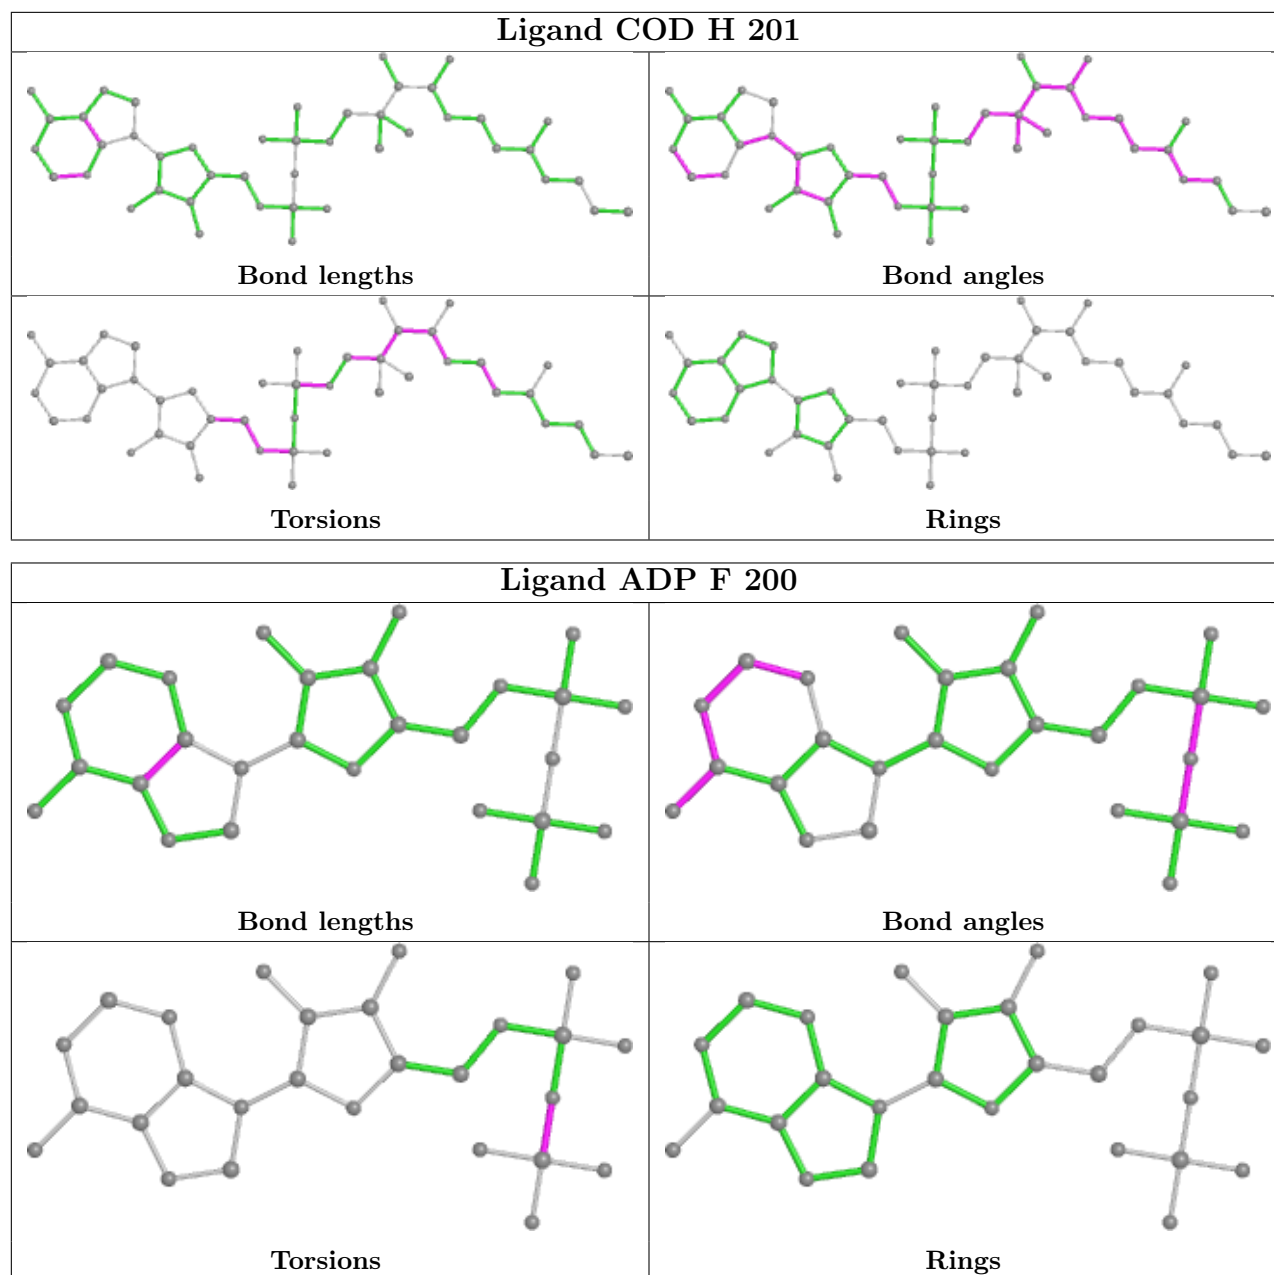 Ligand COD H 201
Bond lengths
Bond angles
Torsions
Rings
Ligand ADP F 200
Bond lengths
Bond angles
Torsions
Rings